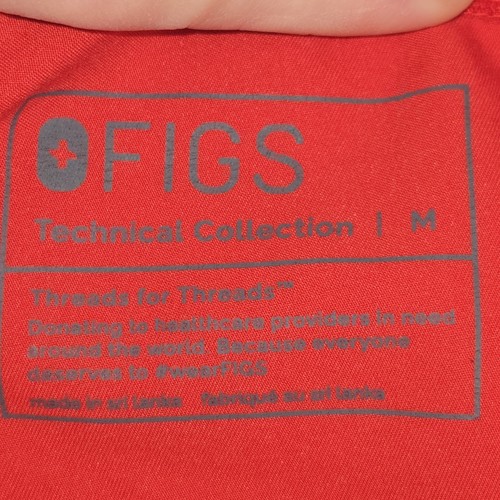 FIGS
Technical Collection | M
Threads for Threads™
Donating to healthcare providers in need
around the world. Because everyone
deserves to #wearFIGS
made in sri lanka fabriqué au sri lanka